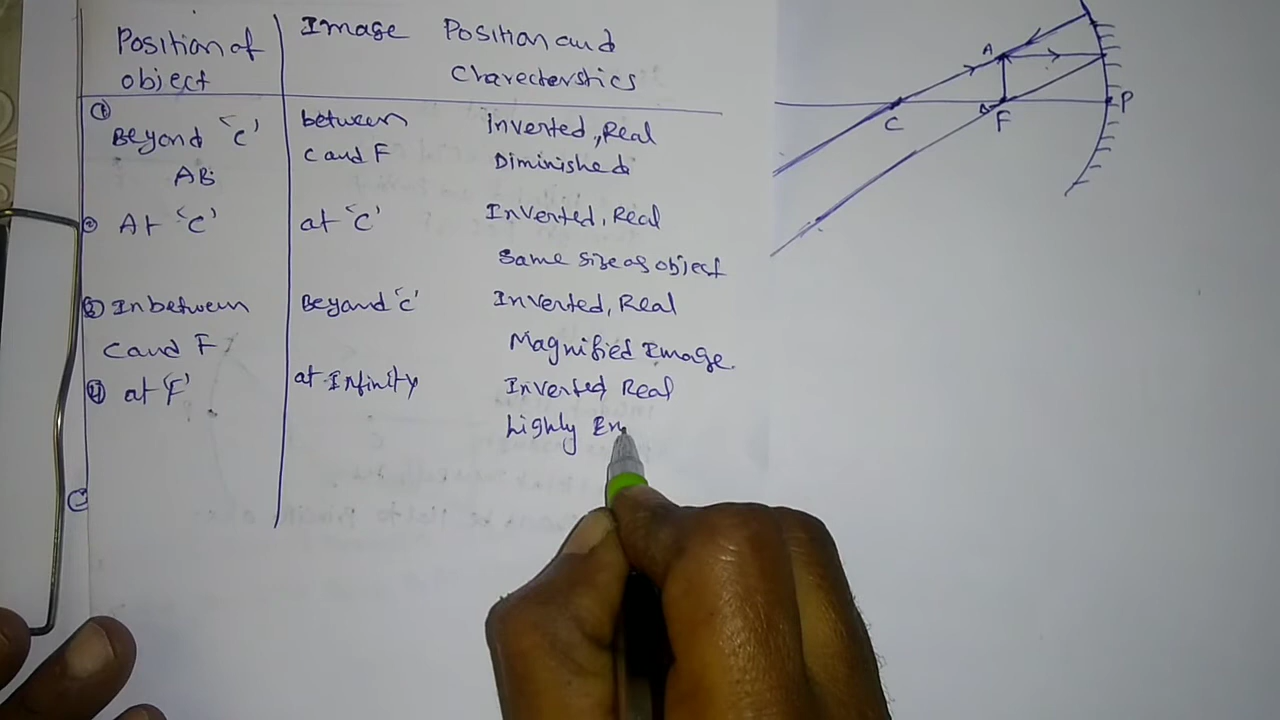 Position of object
Image Position and Charecterstics
① Beyond 'C' AB
between C and F
Inverted, Real
Diminished
② At 'C'
at 'C'
Inverted, Real
Same size as object
③ Inbetween C and F
Beyond 'C'
Inverted, Real
Magnified Image.
④ at 'F'
at Infinity
Inverted Real
highly En
A
C
F
P